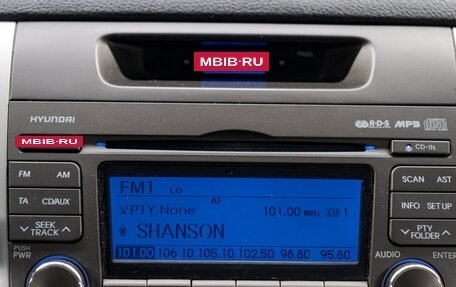 MBIB·RU
HYUNDAI
R·D·S MP3
MBIB·RU
CD-IN
FM AM
TA CD/AUX
SEEK
TRACK
PUSH
PWR
FM1 LO
AF
PTY None 101.00 MHz CH 1
SHANSON
101.00 106.10 105.10 102.50 98.80 95.80
SCAN AST
INFO SETUP
PTY
FOLDER
AUDIO ENTER